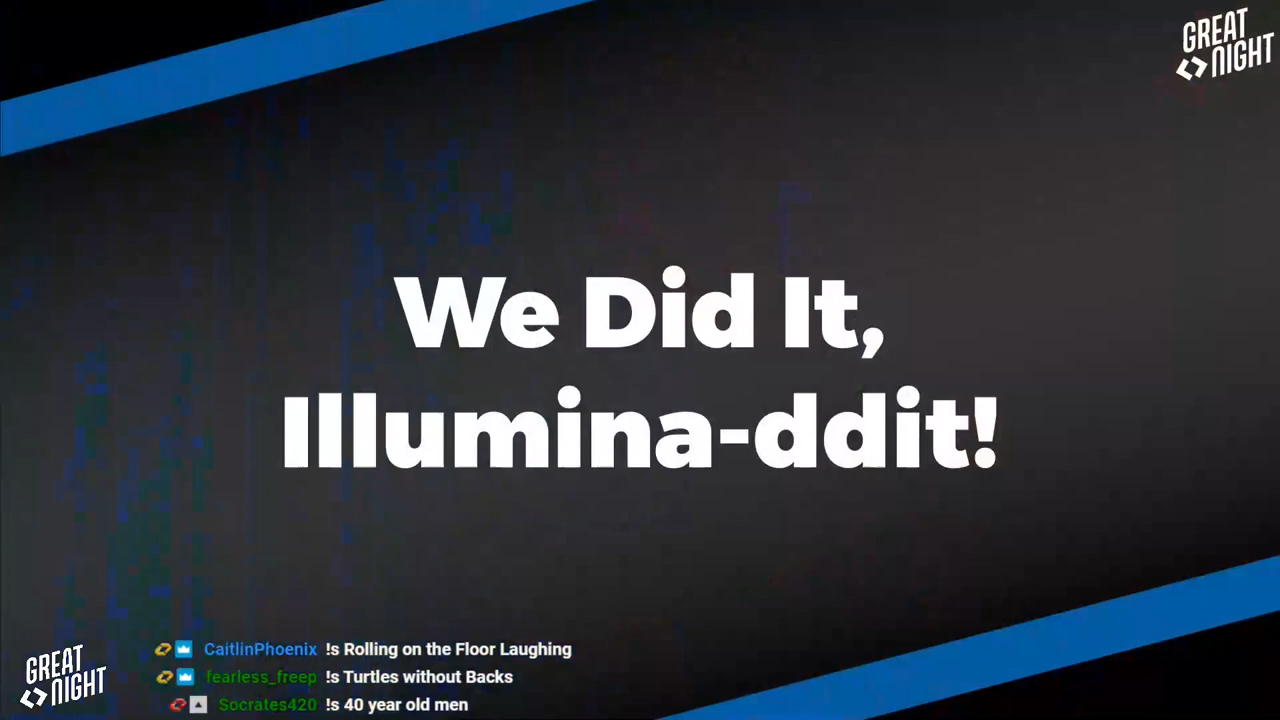 GREAT
NIGHT
We Did It,
Illumina-ddit!
CaitlinPhoenix !s Rolling on the Floor Laughing
fearless_freep !s Turtles without Backs
Socrates420 !s 40 year old men
GREAT
NIGHT